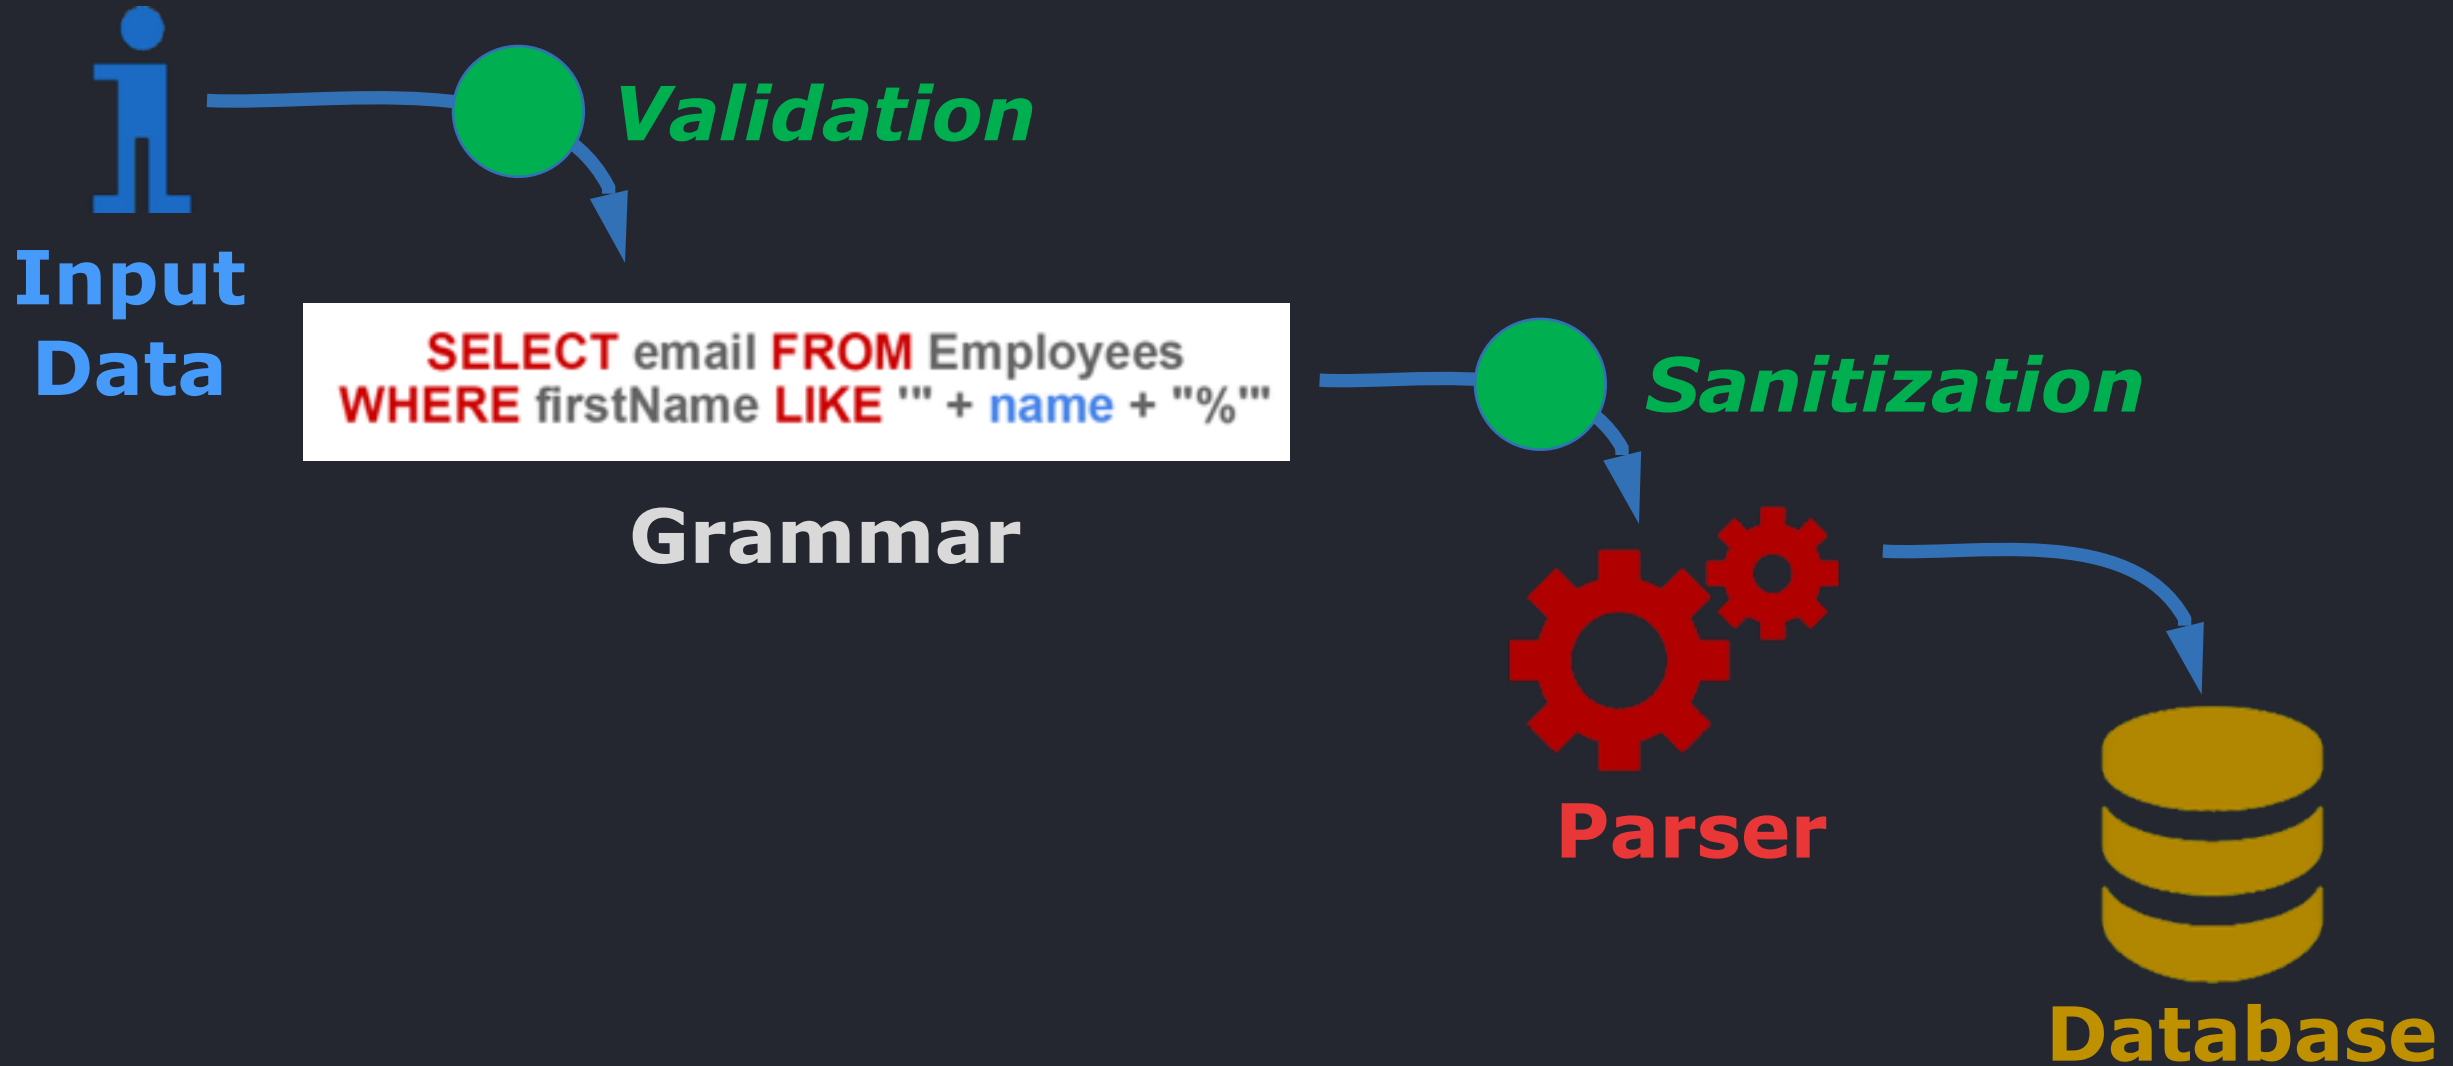 Validation
Input
Data
SELECT email FROM Employees
WHERE firstName LIKE '" + name + "%'"
Sanitization
Grammar
Parser
Database